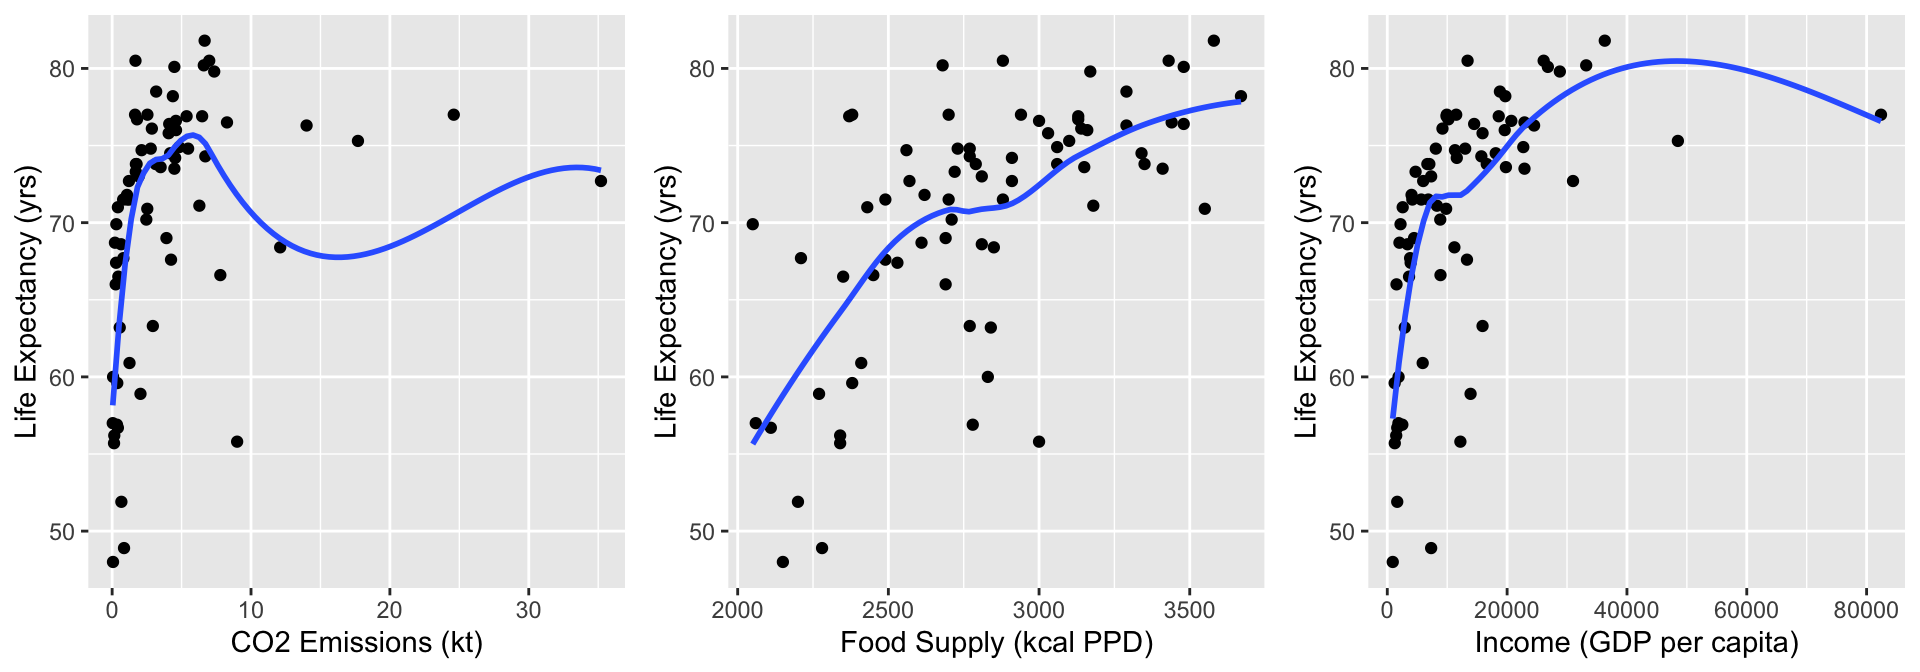 Life Expectancy (yrs)
80
70
60
50
0 10 20 30
CO2 Emissions (kt)
Life Expectancy (yrs)
80
70
60
50
2000 2500 3000 3500
Food Supply (kcal PPD)
Life Expectancy (yrs)
80
70
60
50
0 20000 40000 60000 80000
Income (GDP per capita)